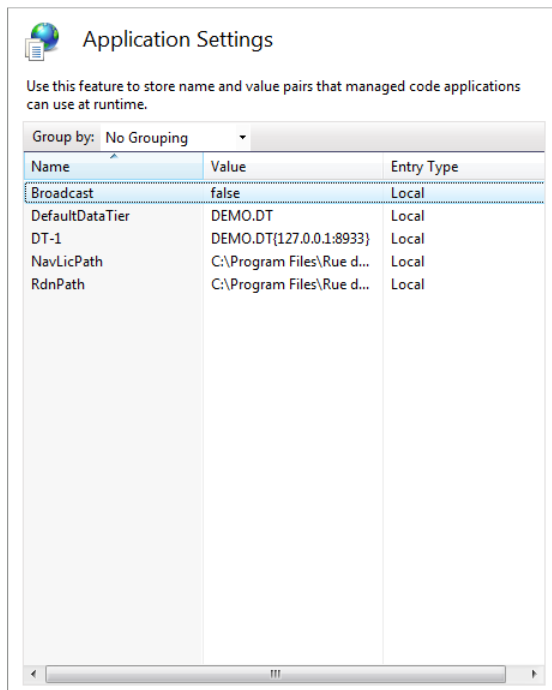 Application Settings
Use this feature to store name and value pairs that managed code applications
can use at runtime.
Group by: No Grouping
Name Value Entry Type
Broadcast false Local
DefaultDataTier DEMO.DT Local
DT-1 DEMO.DT{127.0.0.1:8933} Local
NavLicPath C:\Program Files\Rue d... Local
RdnPath C:\Program Files\Rue d... Local